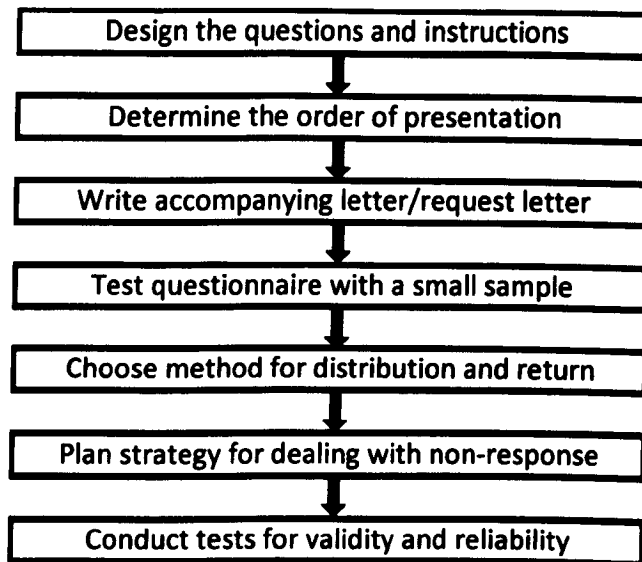 Design the questions and instructions
Determine the order of presentation
Write accompanying letter/request letter
Test questionnaire with a small sample
Choose method for distribution and return
Plan strategy for dealing with non-response
Conduct tests for validity and reliability